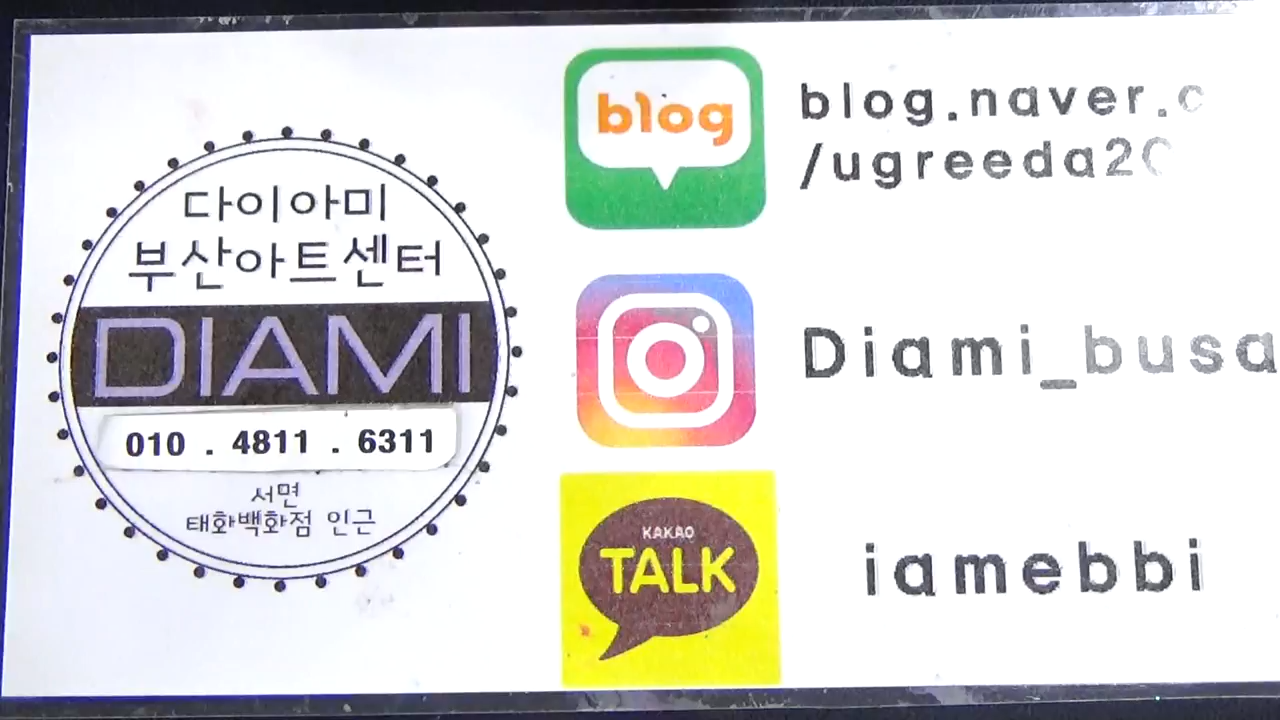 다이아미
부산아트센터
DIAMI
010 . 4811 . 6311
서면
태화백화점 인근
blog
blog.naver.c
/ugreeda20
Diami_busa
KAKAO
TALK
iamebbi